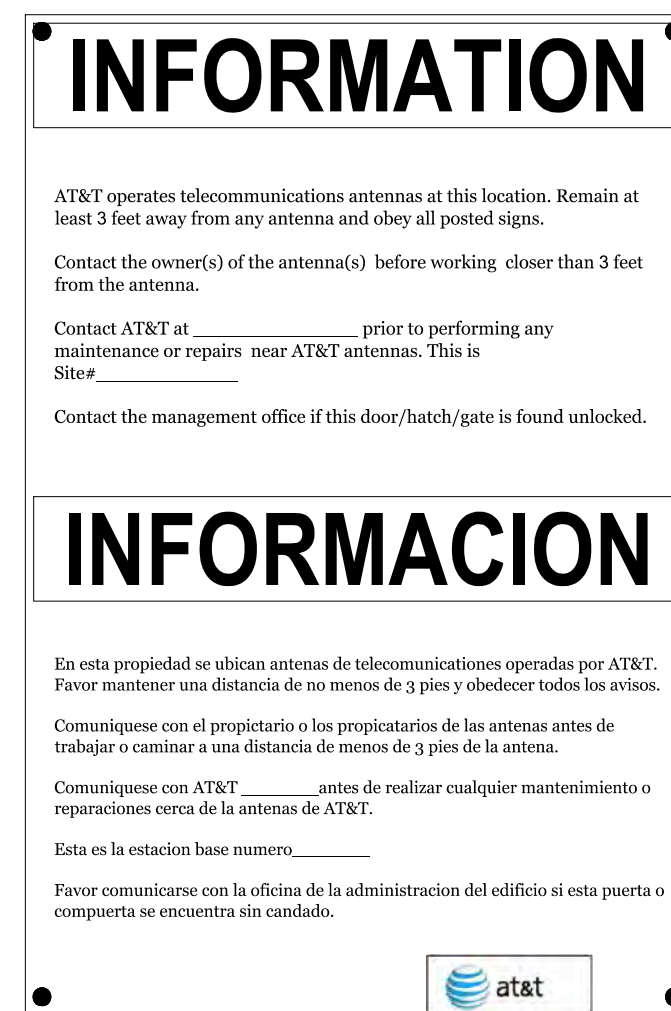 INFORMATION
AT&T operates telecommunications antennas at this location. Remain at
least 3 feet away from any antenna and obey all posted signs.
Contact the owner(s) of the antenna(s)  before working  closer than 3 feet
from the antenna.
Contact AT&T at _________________ prior to performing any
maintenance or repairs  near AT&T antennas. This is
Site#_______________
Contact the management office if this door/hatch/gate is found unlocked.
INFORMACION
En esta propiedad se ubican antenas de telecomunicationes operadas por AT&T.
Favor mantener una distancia de no menos de 3 pies y obedecer todos los avisos.
Comuniquese con el propictario o los propicatarios de las antenas antes de
trabajar o caminar a una distancia de menos de 3 pies de la antena.
Comuniquese con AT&T ________antes de realizar cualquier mantenimiento o
reparaciones cerca de la antenas de AT&T.
Esta es la estacion base numero________
Favor comunicarse con la oficina de la administracion del edificio si esta puerta o
compuerta se encuentra sin candado.
at&t